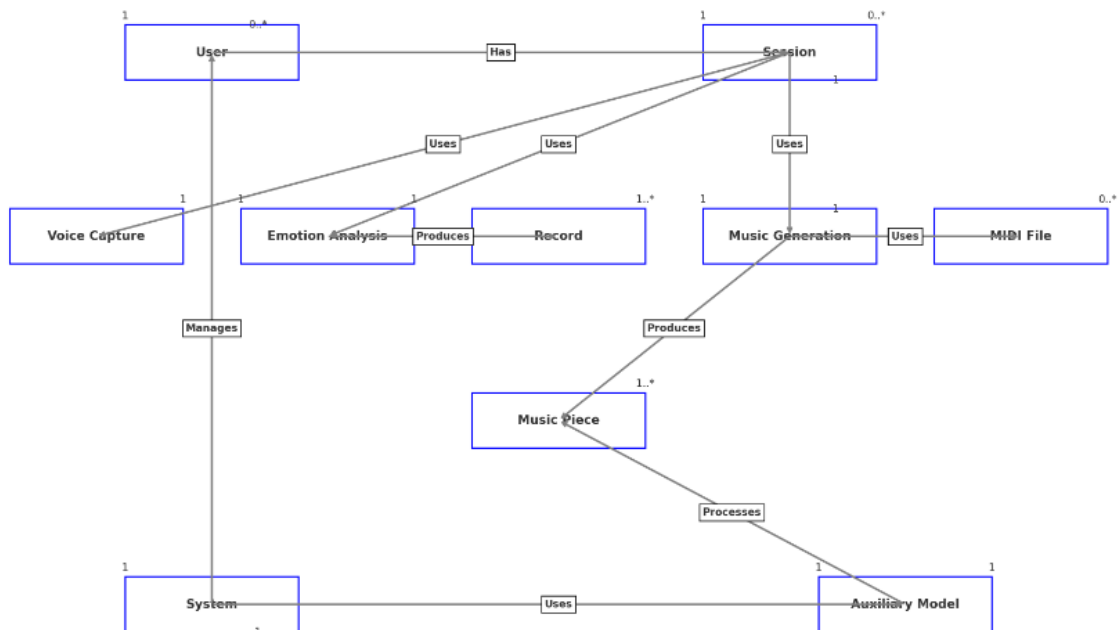 1 1 0..*
0..*
User Has Session
1
Uses Uses Uses
1 1 1 1..* 1 0..*
1
Voice Capture Emotion Analysis Produces Record Music Generation Uses MIDI File
Manages Produces
1..*
Music Piece
Processes
1 1 1
System Uses Auxiliary Model